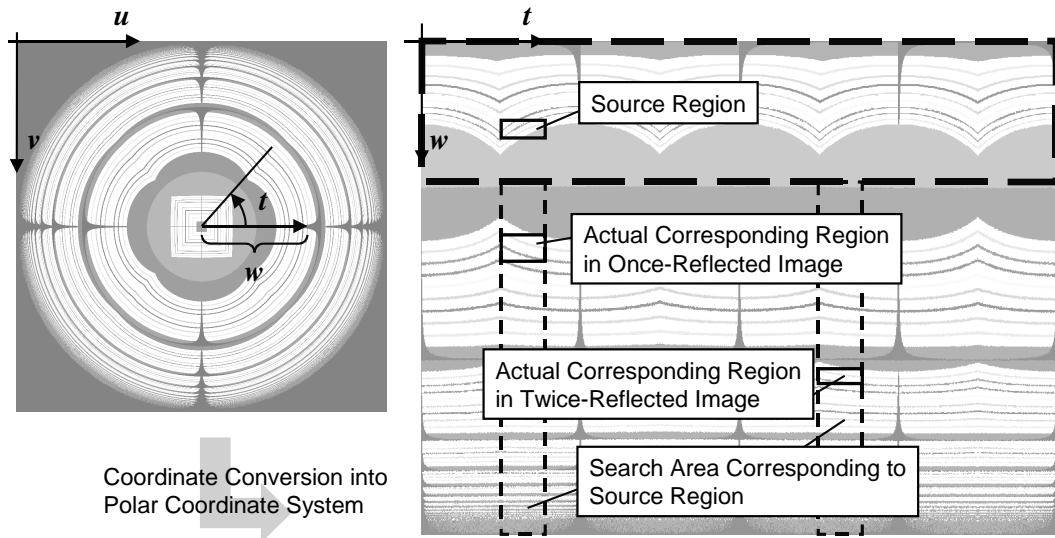 u
v
t
w
Coordinate Conversion into
Polar Coordinate System
t
w
Source Region
Actual Corresponding Region
in Once-Reflected Image
Actual Corresponding Region
in Twice-Reflected Image
Search Area Corresponding to
Source Region